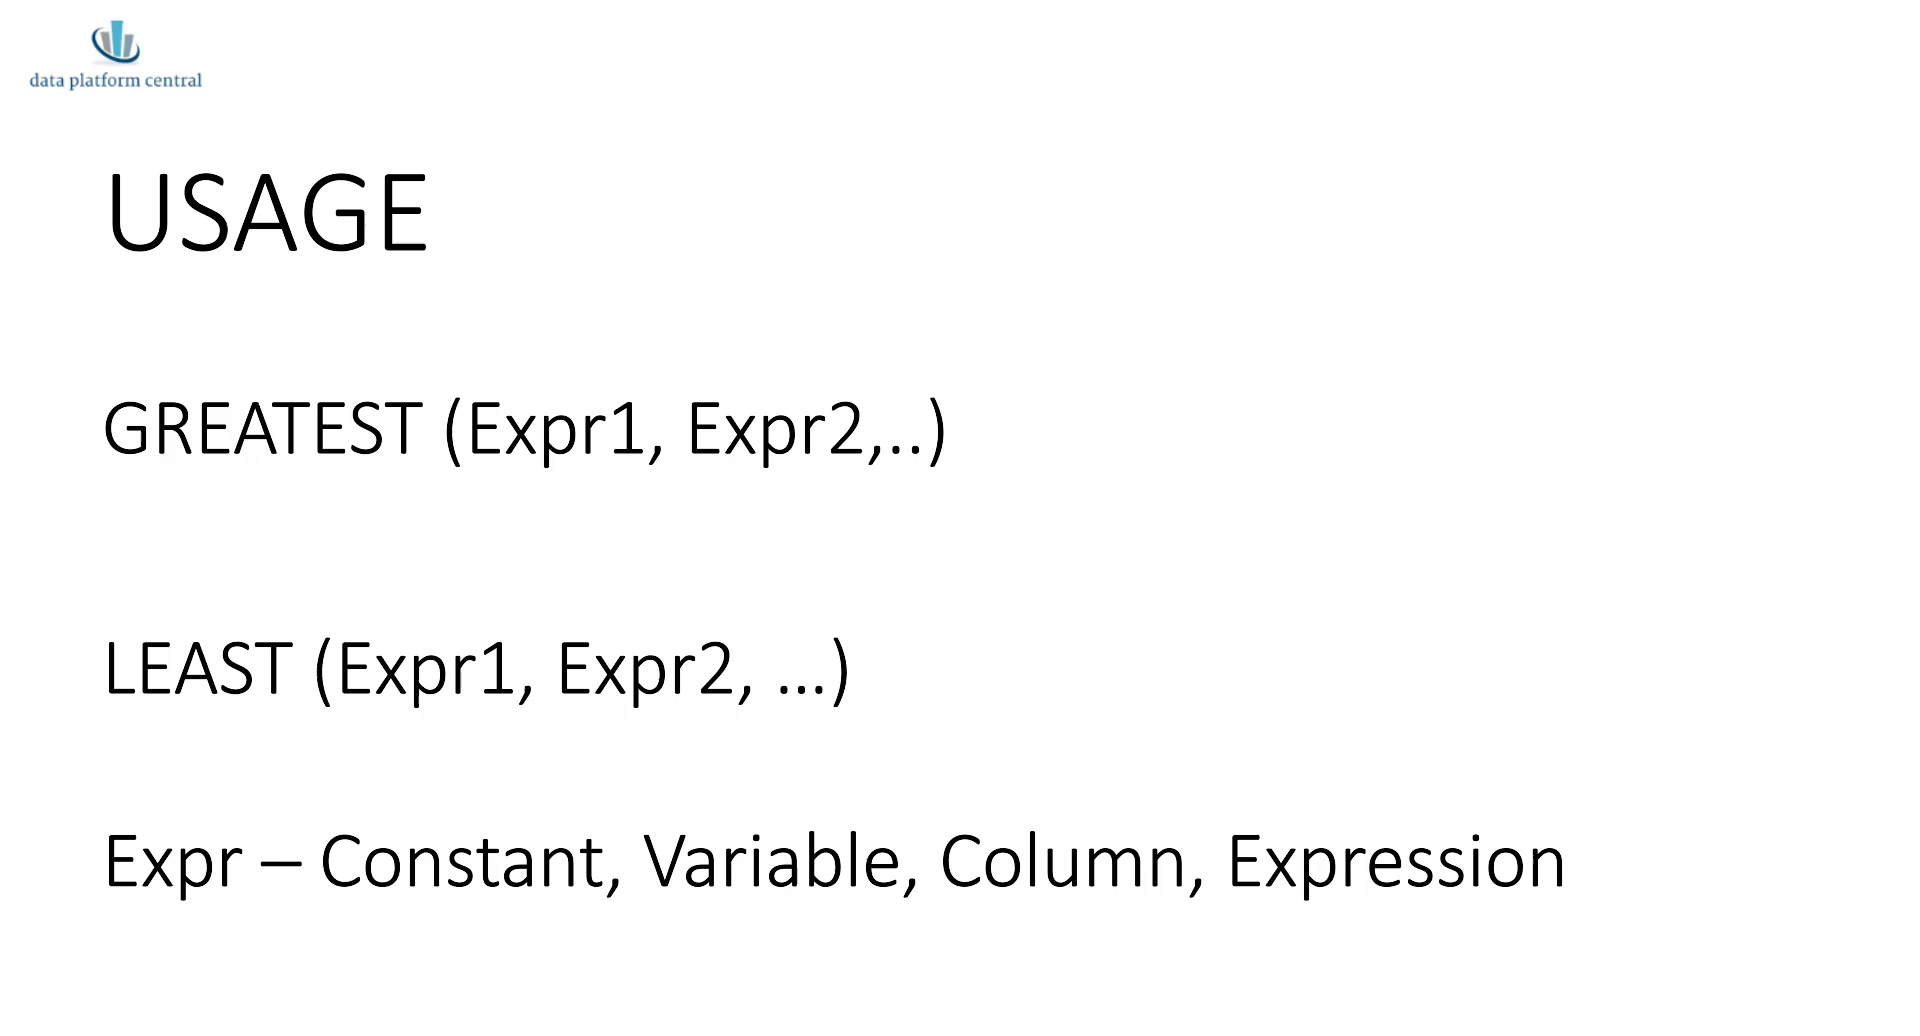 data platform central
USAGE
GREATEST (Expr1, Expr2,..)
LEAST (Expr1, Expr2, ...)
Expr – Constant, Variable, Column, Expression